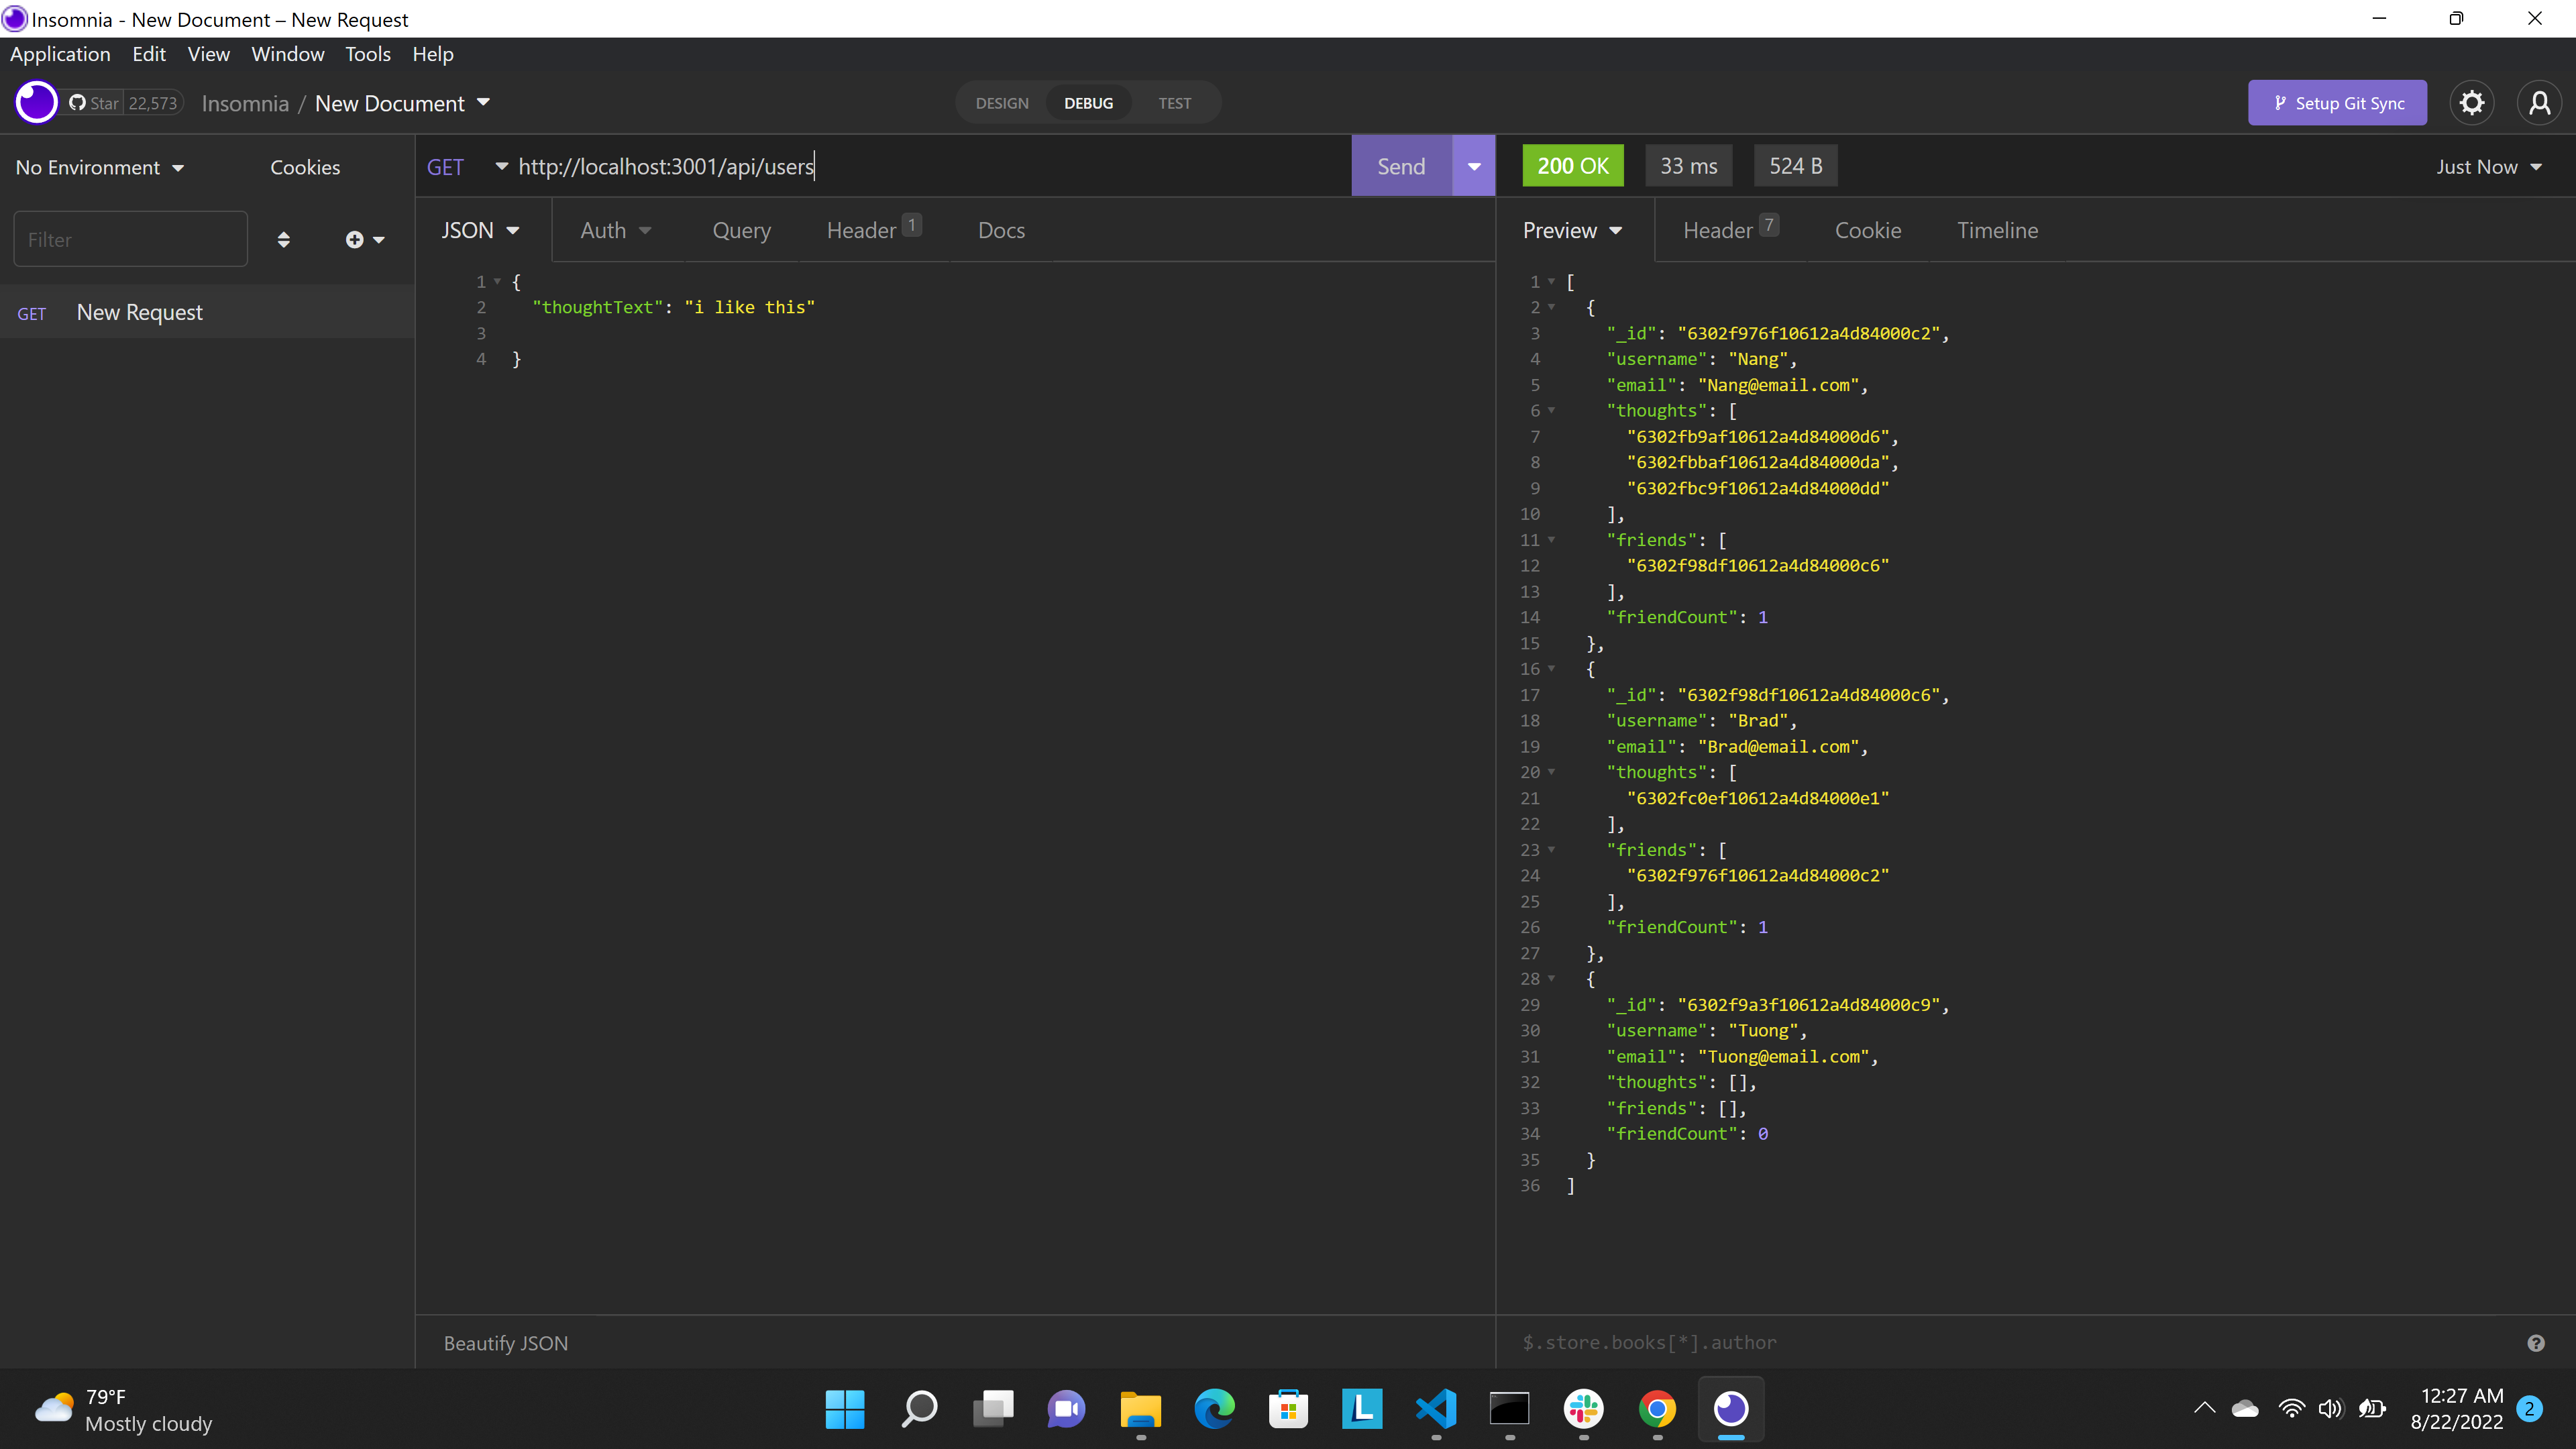 Insomnia - New Document – New Request
Application Edit View Window Tools Help
Star 22,573 Insomnia / New Document DESIGN DEBUG TEST Setup Git Sync
No Environment Cookies GET http://localhost:3001/api/users Send 200 OK 33 ms 524 B Just Now
Filter
GET New Request
JSON Auth Query Header 1 Docs
1 {
2 "thoughtText": "i like this"
3
4 }
Beautify JSON
Preview Header 7 Cookie Timeline
1 [
2 {
3 "_id": "6302f976f10612a4d84000c2",
4 "username": "Nang",
5 "email": "Nang@email.com",
6 "thoughts": [
7 "6302fb9af10612a4d84000d6",
8 "6302fbbaf10612a4d84000da",
9 "6302fbc9f10612a4d84000dd"
10 ],
11 "friends": [
12 "6302f98df10612a4d84000c6"
13 ],
14 "friendCount": 1
15 },
16 {
17 "_id": "6302f98df10612a4d84000c6",
18 "username": "Brad",
19 "email": "Brad@email.com",
20 "thoughts": [
21 "6302fc0ef10612a4d84000e1"
22 ],
23 "friends": [
24 "6302f976f10612a4d84000c2"
25 ],
26 "friendCount": 1
27 },
28 {
29 "_id": "6302f9a3f10612a4d84000c9",
30 "username": "Tuong",
31 "email": "Tuong@email.com",
32 "thoughts": [],
33 "friends": [],
34 "friendCount": 0
35 }
36 ]
$.store.books[*].author
79°F
Mostly cloudy
L
12:27 AM
8/22/2022
2